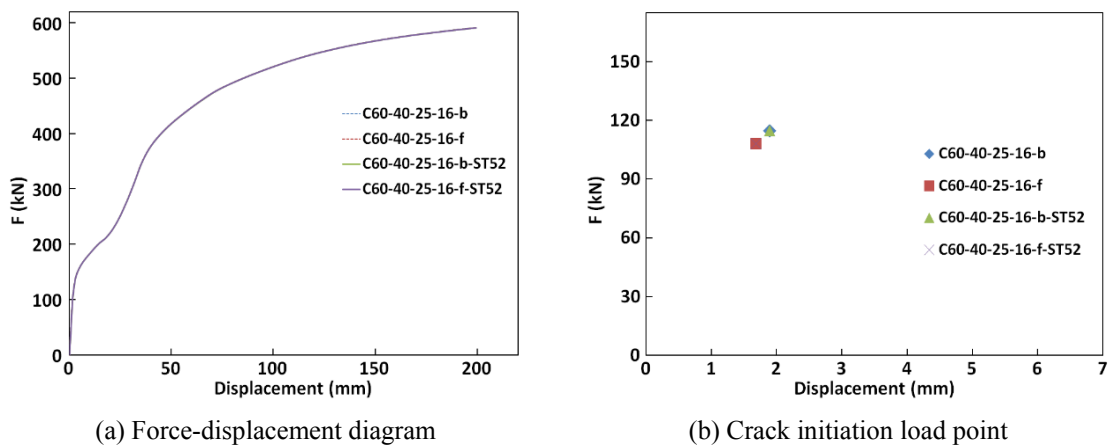 600
500
400
300
200
100
0
F (kN)
C60-40-25-16-b
C60-40-25-16-f
C60-40-25-16-b-ST52
C60-40-25-16-f-ST52
0 50 100 150 200
Displacement (mm)
(a) Force-displacement diagram
150
120
90
60
30
0
F (kN)
C60-40-25-16-b
C60-40-25-16-f
C60-40-25-16-b-ST52
C60-40-25-16-f-ST52
0 1 2 3 4 5 6 7
Displacement (mm)
(b) Crack initiation load point